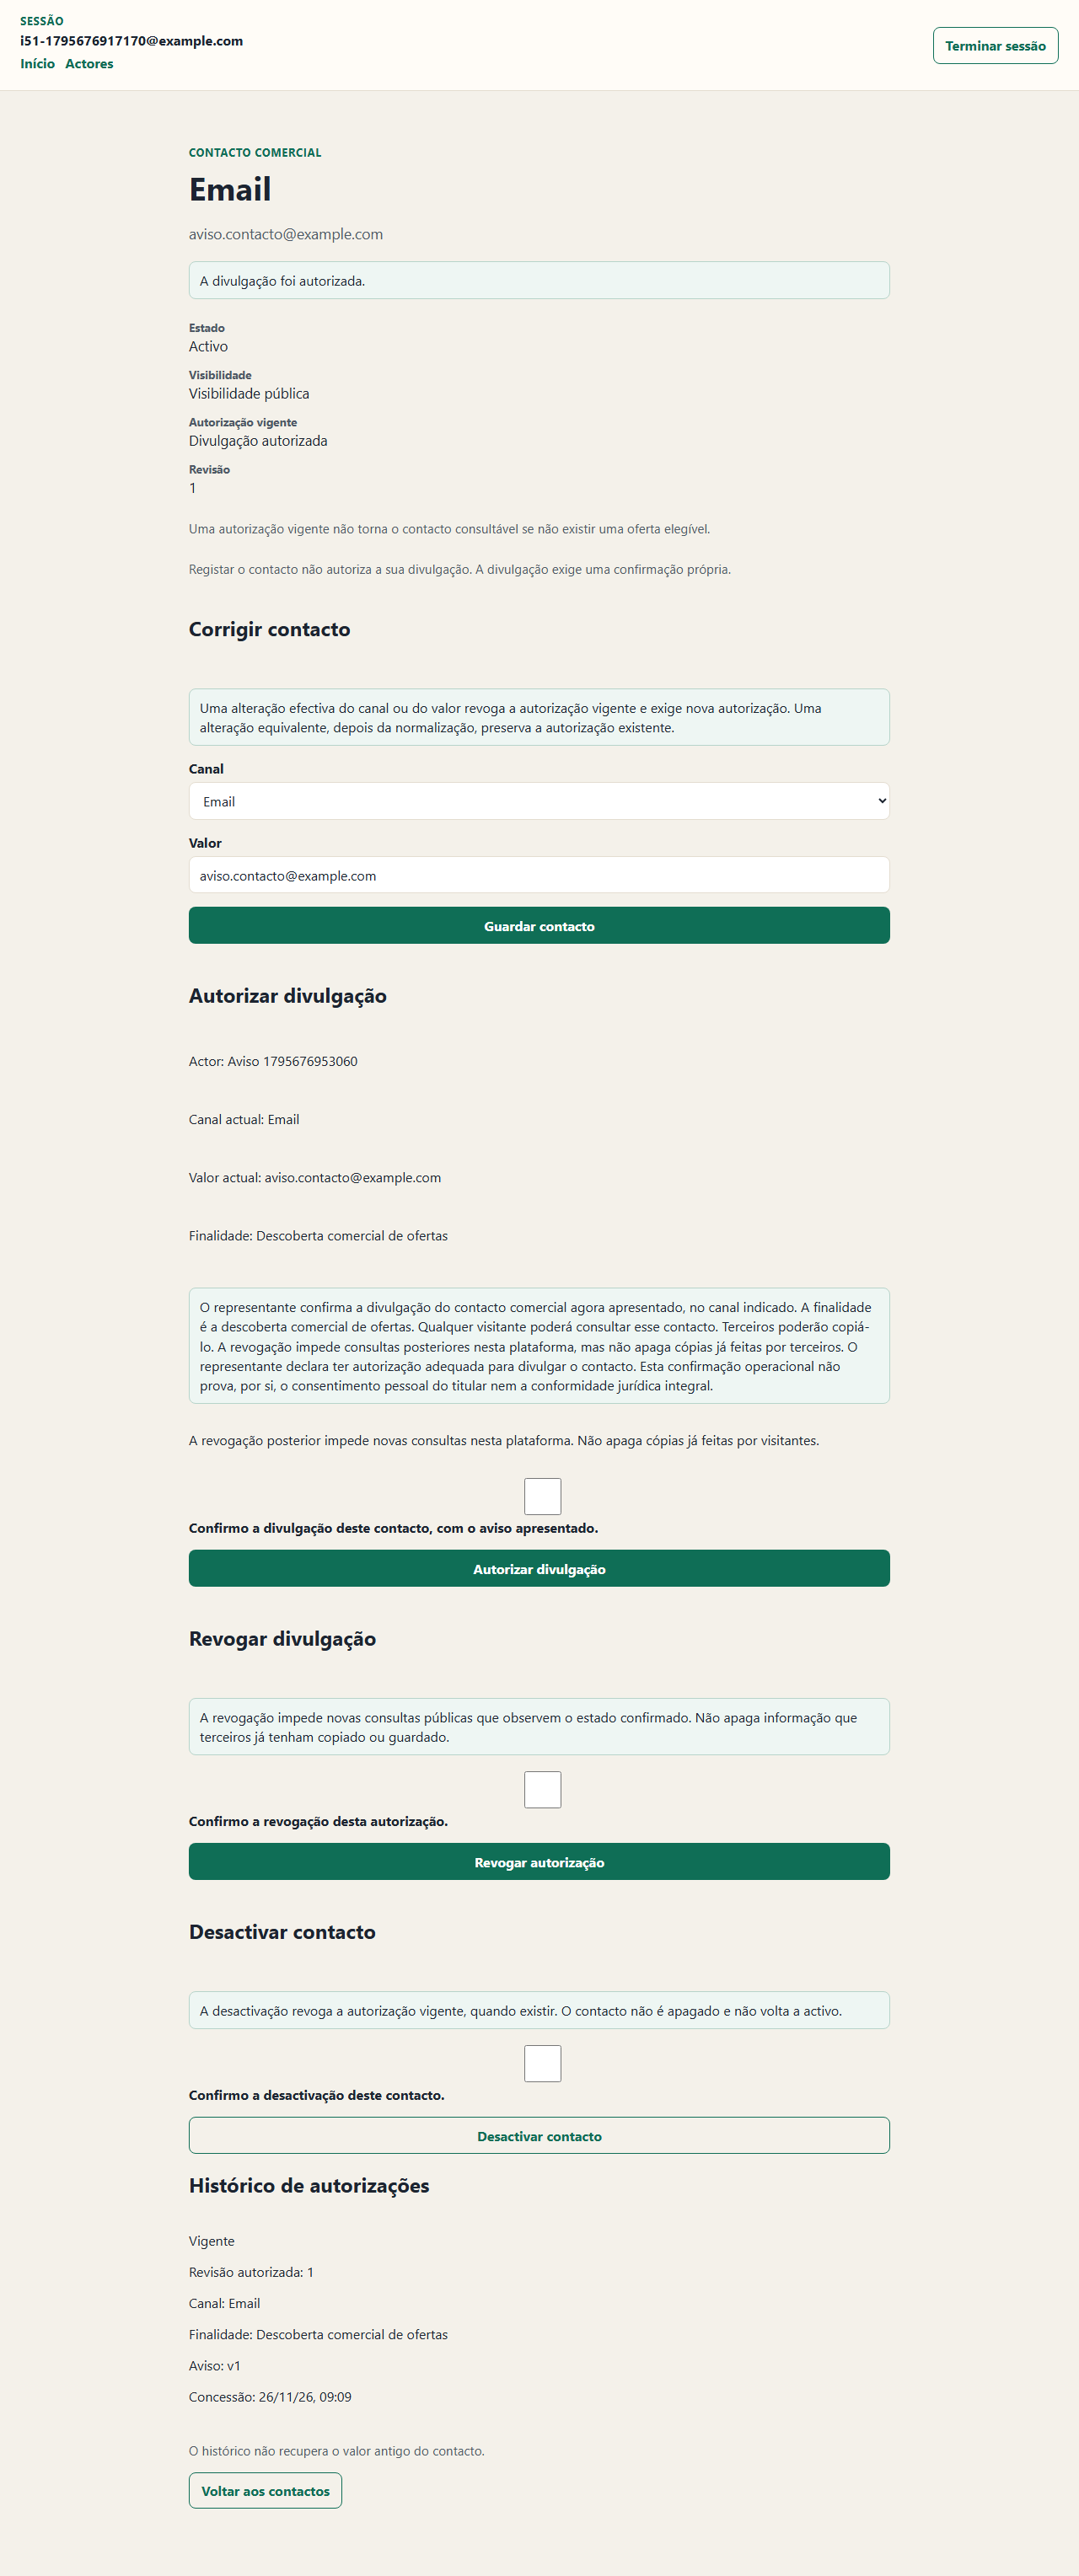 SESSÃO
i51-1795676917170@example.com
Início Actores
Terminar sessão
CONTACTO COMERCIAL
Email
aviso.contacto@example.com
A divulgação foi autorizada.
Estado
Activo
Visibilidade
Visibilidade pública
Autorização vigente
Divulgação autorizada
Revisão
1
Uma autorização vigente não torna o contacto consultável se não existir uma oferta elegível.
Registar o contacto não autoriza a sua divulgação. A divulgação exige uma confirmação própria.
Corrigir contacto
Uma alteração efectiva do canal ou do valor revoga a autorização vigente e exige nova autorização. Uma
alteração equivalente, depois da normalização, preserva a autorização existente.
Canal
Email
Valor
aviso.contacto@example.com
Guardar contacto
Autorizar divulgação
Actor: Aviso 1795676953060
Canal actual: Email
Valor actual: aviso.contacto@example.com
Finalidade: Descoberta comercial de ofertas
O representante confirma a divulgação do contacto comercial agora apresentado, no canal indicado. A finalidade
é a descoberta comercial de ofertas. Qualquer visitante poderá consultar esse contacto. Terceiros poderão copiá-
lo. A revogação impede consultas posteriores nesta plataforma, mas não apaga cópias já feitas por terceiros. O
representante declara ter autorização adequada para divulgar o contacto. Esta confirmação operacional não
prova, por si, o consentimento pessoal do titular nem a conformidade jurídica integral.
A revogação posterior impede novas consultas nesta plataforma. Não apaga cópias já feitas por visitantes.
Confirmo a divulgação deste contacto, com o aviso apresentado.
Autorizar divulgação
Revogar divulgação
A revogação impede novas consultas públicas que observem o estado confirmado. Não apaga informação que
terceiros já tenham copiado ou guardado.
Confirmo a revogação desta autorização.
Revogar autorização
Desactivar contacto
A desactivação revoga a autorização vigente, quando existir. O contacto não é apagado e não volta a activo.
Confirmo a desactivação deste contacto.
Desactivar contacto
Histórico de autorizações
Vigente
Revisão autorizada: 1
Canal: Email
Finalidade: Descoberta comercial de ofertas
Aviso: v1
Concessão: 26/11/26, 09:09
O histórico não recupera o valor antigo do contacto.
Voltar aos contactos